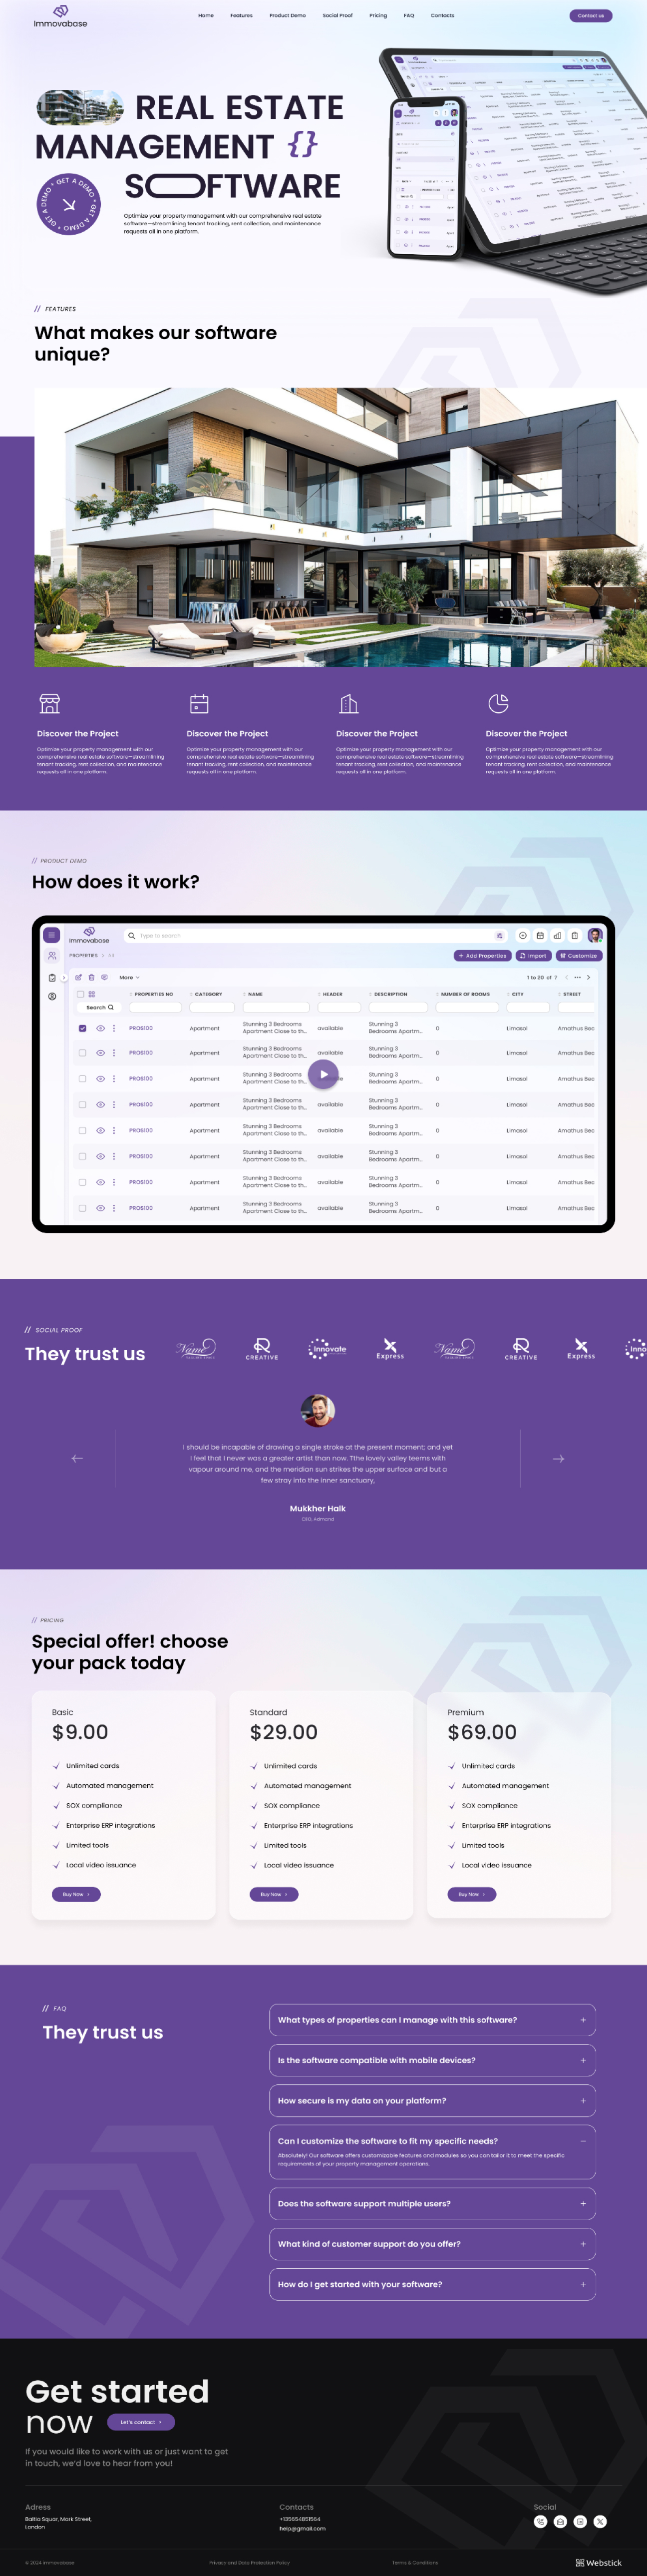 Immovabase
Home Features Product Demo Social Proof Pricing FAQ Contacts
Contact us
REAL ESTATE
MANAGEMENT {}
SOFTWARE
GET A DEMO * GET A DEMO * GET A DEMO *
Optimize your property management with our comprehensive real estate
software—streamlining tenant tracking, rent collection, and maintenance
requests all in one platform.
// FEATURES
What makes our software
unique?
Discover the Project
Optimize your property management with our
comprehensive real estate software—streamlining
tenant tracking, rent collection, and maintenance
requests all in one platform.
Discover the Project
Optimize your property management with our
comprehensive real estate software—streamlining
tenant tracking, rent collection, and maintenance
requests all in one platform.
Discover the Project
Optimize your property management with our
comprehensive real estate software—streamlining
tenant tracking, rent collection, and maintenance
requests all in one platform.
Discover the Project
Optimize your property management with our
comprehensive real estate software—streamlining
tenant tracking, rent collection, and maintenance
requests all in one platform.
// PRODUCT DEMO
How does it work?
Immovabase
Type to search
PROPERTIES
+ Add Properties Import Customize
More
1 to 20 of 7
PROPERTIES NO CATEGORY NAME HEADER DESCRIPTION NUMBER OF ROOMS CITY STREET
Search
PROS100 Apartment Stunning 3 Bedrooms Apartment Close to th... available Stunning 3 Bedrooms Apartm... 0 Limasol Amathus Bec
PROS100 Apartment Stunning 3 Bedrooms Apartment Close to th... available Stunning 3 Bedrooms Apartm... 0 Limasol Amathus Bec
PROS100 Apartment Stunning 3 Bedrooms Apartment Close to th... Stunning 3 Bedrooms Apartm... 0 Limasol Amathus Bec
PROS100 Apartment Stunning 3 Bedrooms Apartment Close to th... available Stunning 3 Bedrooms Apartm... 0 Limasol Amathus Bec
PROS100 Apartment Stunning 3 Bedrooms Apartment Close to th... available Stunning 3 Bedrooms Apartm... 0 Limasol Amathus Bec
PROS100 Apartment Stunning 3 Bedrooms Apartment Close to th... available Stunning 3 Bedrooms Apartm... 0 Limasol Amathus Bec
PROS100 Apartment Stunning 3 Bedrooms Apartment Close to th... available Stunning 3 Bedrooms Apartm... 0 Limasol Amathus Bec
PROS100 Apartment Stunning 3 Bedrooms Apartment Close to th... available Stunning 3 Bedrooms Apartm... 0 Limasol Amathus Bec
// SOCIAL PROOF
They trust us
Name CREATIVE Innovate Express Name CREATIVE Express Inno
I should be incapable of drawing a single stroke at the present moment; and yet
I feel that I never was a greater artist than now. Tthe lovely valley teems with
vapour around me, and the meridian sun strikes the upper surface and but a
few stray into the inner sanctuary,
Mukkher Halk
CEO, Admond
// PRICING
Special offer! choose
your pack today
Basic
$9.00
Unlimited cards
Automated management
SOX compliance
Enterprise ERP integrations
Limited tools
Local video issuance
Buy Now
Standard
$29.00
Unlimited cards
Automated management
SOX compliance
Enterprise ERP integrations
Limited tools
Local video issuance
Buy Now
Premium
$69.00
Unlimited cards
Automated management
SOX compliance
Enterprise ERP integrations
Limited tools
Local video issuance
Buy Now
// FAQ
They trust us
What types of properties can I manage with this software? +
Is the software compatible with mobile devices? +
How secure is my data on your platform? +
Can I customize the software to fit my specific needs? −
Absolutely! Our software offers customizable features and modules so you can tailor it to meet the specific
requirements of your property management operations.
Does the software support multiple users? +
What kind of customer support do you offer? +
How do I get started with your software? +
Get started
now
Let's contact
If you would like to work with us or just want to get
in touch, we'd love to hear from you!
Adress
Baltia Squar, Mark Street,
London
Contacts
+135654851564
help@gmail.com
Social
© 2024 Immovabase
Privacy and Data Protection Policy
Terms & Conditions
Webstick